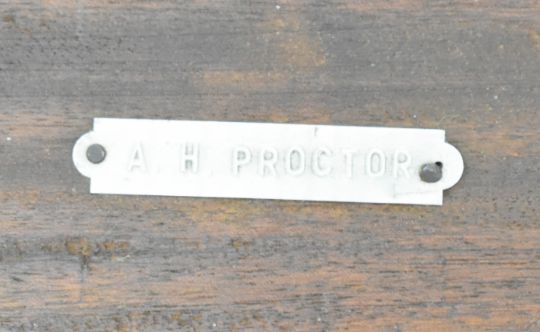 A. H. PROCTOR